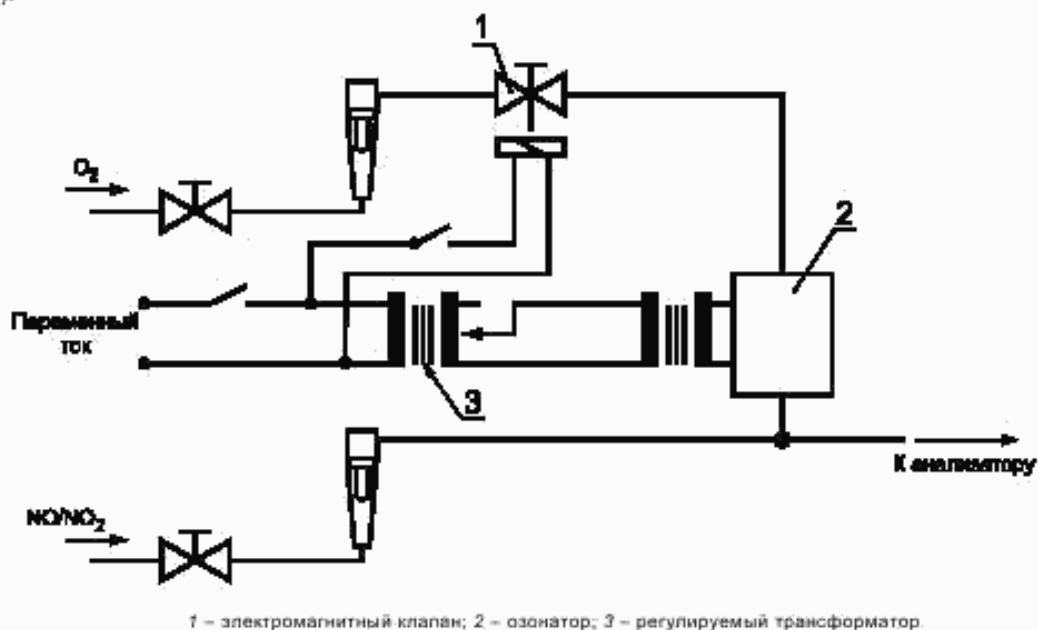 1
O₂
2
Переменный
ток
3
К анализатору
NO/NO₂
1 – электромагнитный клапан; 2 – озонатор; 3 – регулируемый трансформатор